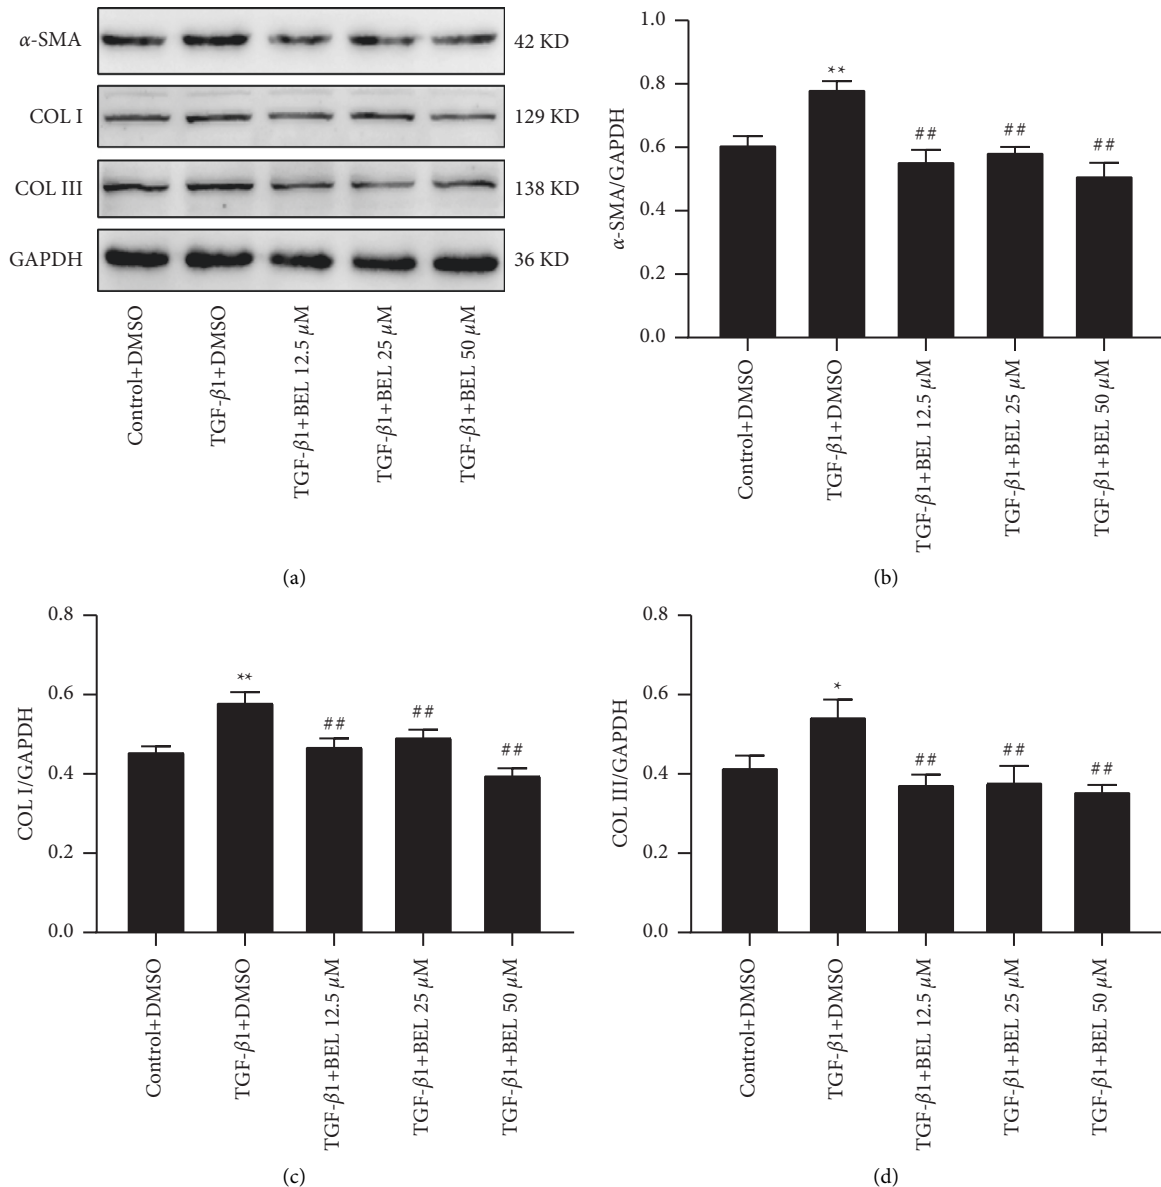 α-SMA
42 KD
COL I
129 KD
COL III
138 KD
GAPDH
36 KD
Control+DMSO
TGF-β1+DMSO
TGF-β1+BEL 12.5 μM
TGF-β1+BEL 25 μM
TGF-β1+BEL 50 μM
(a)
α-SMA/GAPDH
1.0
0.8
0.6
0.4
0.2
0.0
**
##
##
##
Control+DMSO
TGF-β1+DMSO
TGF-β1+BEL 12.5 μM
TGF-β1+BEL 25 μM
TGF-β1+BEL 50 μM
(b)
COL I/GAPDH
0.8
0.6
0.4
0.2
0.0
**
##
##
##
Control+DMSO
TGF-β1+DMSO
TGF-β1+BEL 12.5 μM
TGF-β1+BEL 25 μM
TGF-β1+BEL 50 μM
(c)
COL III/GAPDH
0.8
0.6
0.4
0.2
0.0
*
##
##
##
Control+DMSO
TGF-β1+DMSO
TGF-β1+BEL 12.5 μM
TGF-β1+BEL 25 μM
TGF-β1+BEL 50 μM
(d)